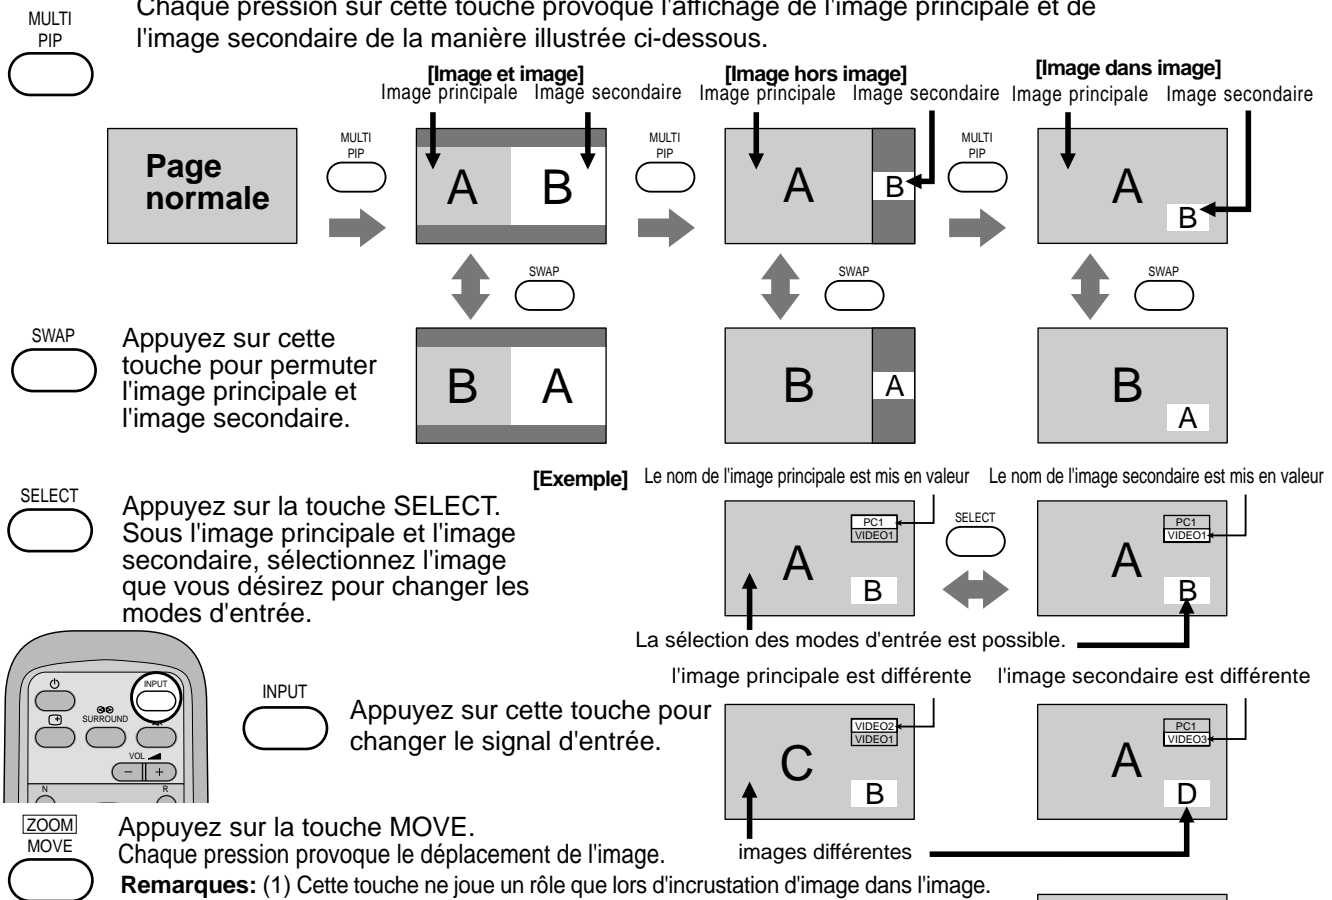 Chaque pression sur cette touche provoque l'affichage de l'image principale et de
l'image secondaire de la manière illustrée ci-dessous.
MULTI
PIP
[Image et image]
Image principale Image secondaire
[Image hors image]
Image principale Image secondaire
[Image dans image]
Image principale Image secondaire
Page
normale
MULTI
PIP
A B
MULTI
PIP
A B
MULTI
PIP
A B
SWAP
SWAP
SWAP
SWAP
Appuyez sur cette
touche pour permuter
l'image principale et
l'image secondaire.
B A
B A
B A
SELECT
Appuyez sur la touche SELECT.
Sous l'image principale et l'image
secondaire, sélectionnez l'image
que vous désirez pour changer les
modes d'entrée.
[Exemple] Le nom de l'image principale est mis en valeur Le nom de l'image secondaire est mis en valeur
PC1
VIDEO1
A
B
SELECT
PC1
VIDEO1
A
B
La sélection des modes d'entrée est possible.
l'image principale est différente l'image secondaire est différente
INPUT
SURROUND
VOL
− +
N R
INPUT
Appuyez sur cette touche pour
changer le signal d'entrée.
VIDEO2
VIDEO1
C
B
PC1
VIDEO3
A
D
images différentes
ZOOM
MOVE
Appuyez sur la touche MOVE.
Chaque pression provoque le déplacement de l'image.
Remarques: (1) Cette touche ne joue un rôle que lors d'incrustation d'image dans l'image.